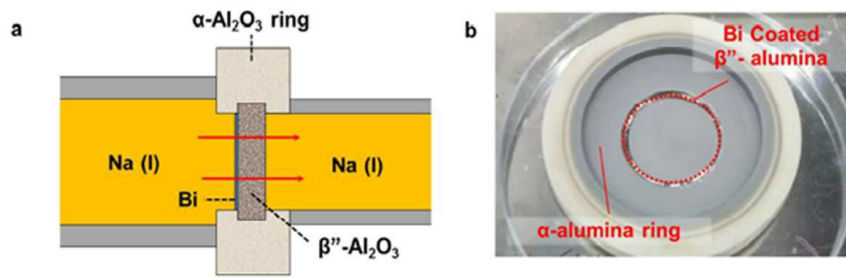 a
α-Al2O3 ring
Na (l)
Na (l)
Bi
β”-Al2O3
b
Bi Coated
β”- alumina
α-alumina ring